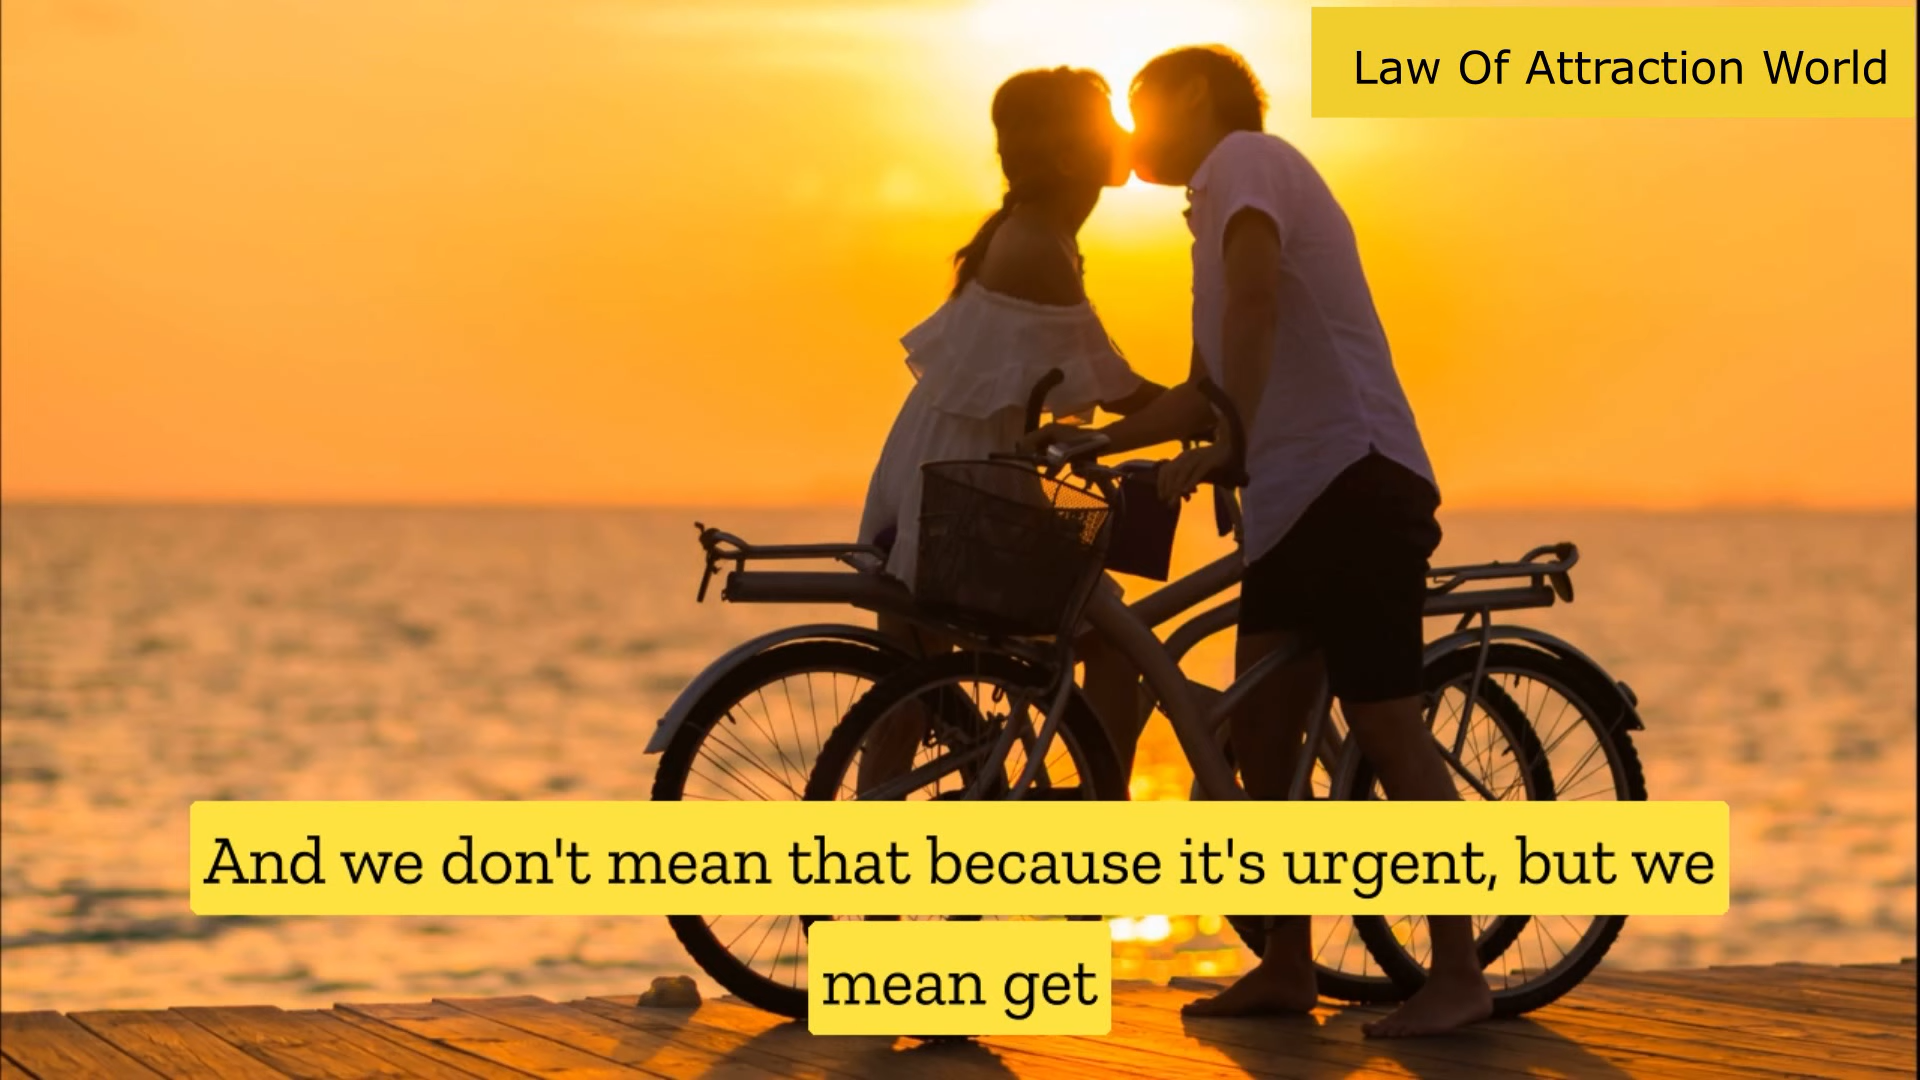 Law Of Attraction World
And we don't mean that because it's urgent, but we
mean get